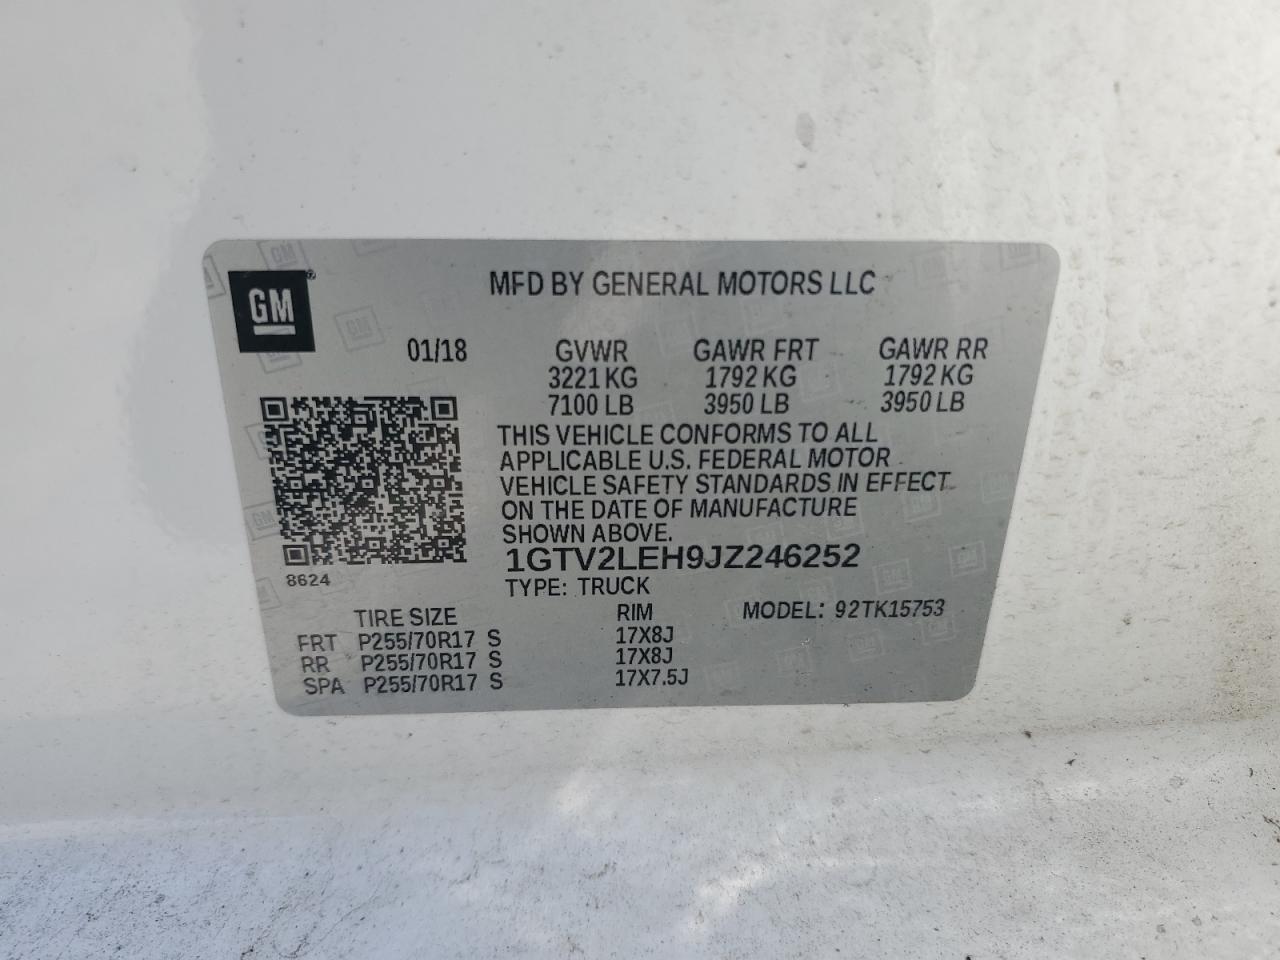 GM
MFD BY GENERAL MOTORS LLC
01/18 GVWR GAWR FRT GAWR RR
3221 KG 1792 KG 1792 KG
7100 LB 3950 LB 3950 LB
THIS VEHICLE CONFORMS TO ALL
APPLICABLE U.S. FEDERAL MOTOR
VEHICLE SAFETY STANDARDS IN EFFECT
ON THE DATE OF MANUFACTURE
SHOWN ABOVE.
1GTV2LEH9JZ246252
8624
TYPE: TRUCK
TIRE SIZE RIM MODEL: 92TK15753
FRT P255/70R17 S 17X8J
RR P255/70R17 S 17X8J
SPA P255/70R17 S 17X7.5J